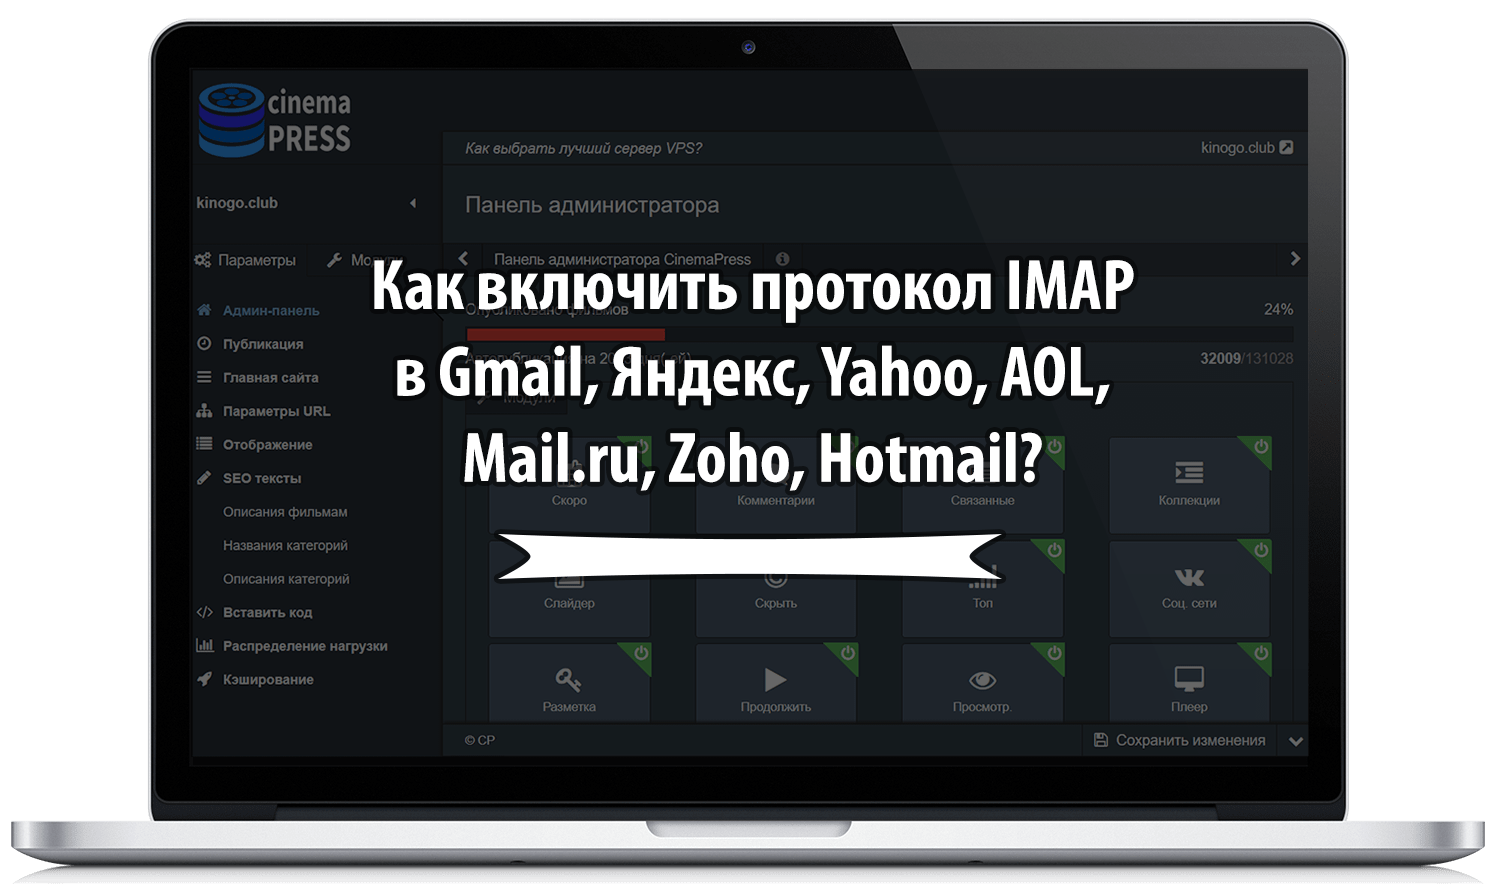 cinema
PRESS
Как выбрать лучший сервер VPS?
kinogo.club
kinogo.club
Панель администратора
Параметры
Панель администратора CinemaPress
Как включить протокол IMAP
в Gmail, Яндекс, Yahoo, AOL,
Mail.ru, Zoho, Hotmail?
24%
32009/131028
Админ-панель
Публикация
Главная сайта
Параметры URL
Отображение
SEO тексты
Описания фильмам
Названия категорий
Описания категорий
Вставить код
Распределение нагрузки
Кэширование
Скоро
Комментарии
Связанные
Коллекции
Слайдер
Скрыть
Топ
Соц. сети
Разметка
Продолжить
Просмотр.
Плеер
© CP
Сохранить изменения